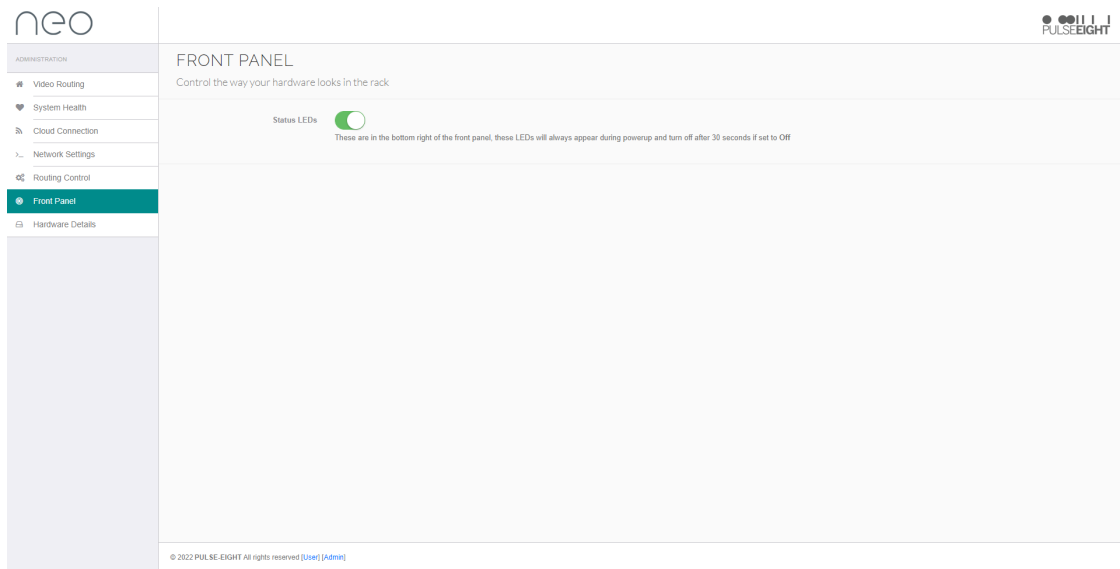 neo
PULSEEIGHT
ADMINISTRATION
Video Routing
System Health
Cloud Connection
Network Settings
Routing Control
Front Panel
Hardware Details
FRONT PANEL
Control the way your hardware looks in the rack
Status LEDs
These are in the bottom right of the front panel, these LEDs will always appear during powerup and turn off after 30 seconds if set to Off
© 2022 PULSE-EIGHT All rights reserved [User] [Admin]